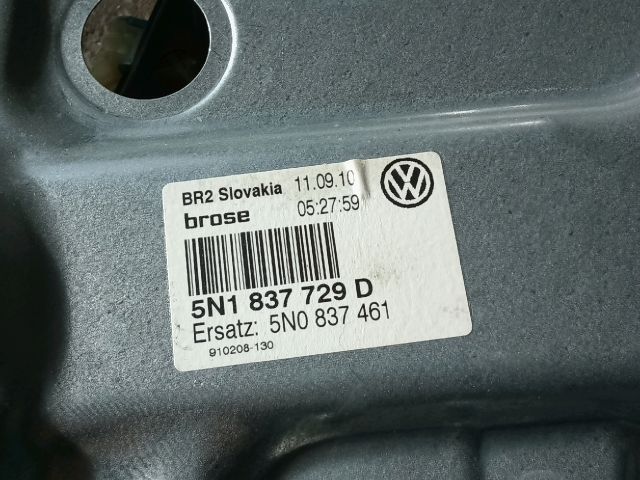 BR2 Slovakia 11.09.10
brose 05:27:59
5N1 837 729 D
Ersatz: 5N0 837 461
910208-130